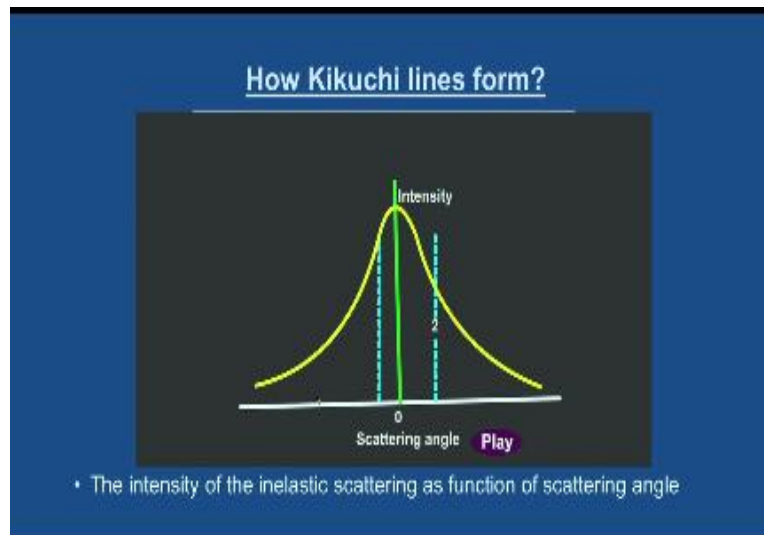 How Kikuchi lines form?
Intensity
2
0
Scattering angle Play
• The intensity of the inelastic scattering as function of scattering angle